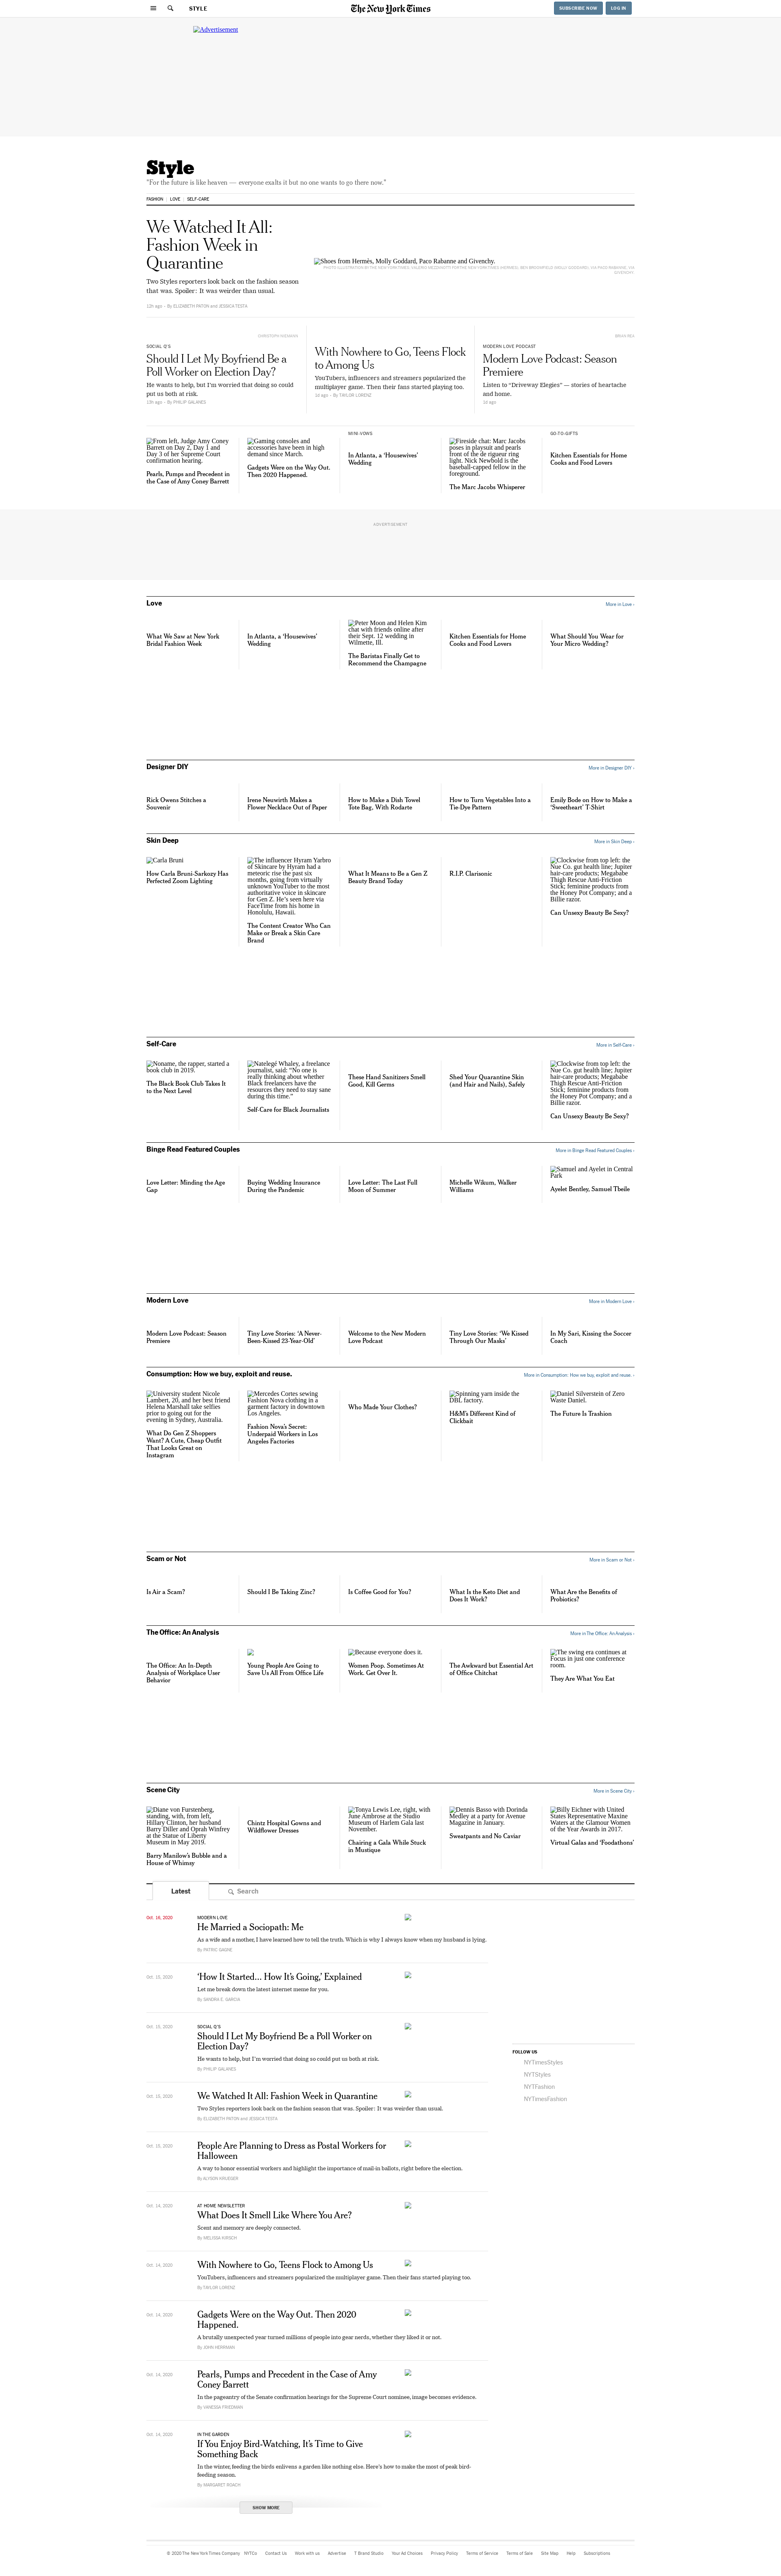 STYLE
The New York Times
SUBSCRIBE NOW
LOG IN
Advertisement
Style
“For the future is like heaven — everyone exalts it but no one wants to go there now.”
FASHION
LOVE
SELF-CARE
We Watched It All:
Fashion Week in
Quarantine
Two Styles reporters look back on the fashion season
that was. Spoiler: It was weirder than usual.
13h ago · By ELIZABETH PATON and JESSICA TESTA
Shoes from Hermès, Molly Goddard, Paco Rabanne and Givenchy.
CHRISTOPH NIEMANN
SOCIAL Q’S
Should I Let My Boyfriend Be a
Poll Worker on Election Day?
He wants to help, but I’m worried that doing so could
put us both at risk.
13h ago · By PHILIP GALANES
With Nowhere to Go, Teens Flock
to Among Us
YouTubers, influencers and streamers popularized the
multiplayer game. Then their fans started playing too.
1d ago · By TAYLOR LORENZ
BRIAN REA
MODERN LOVE PODCAST
Modern Love Podcast: Season
Premiere
Listen to “Driveway Elegies” — stories of heartache
and home.
1d ago
From left, Judge Amy Coney
Barrett on Day 2, Day 1 and
Day 3 of her Supreme Court
confirmation hearing.
Pearls, Pumps and Precedent in
the Case of Amy Coney Barrett
Gaming consoles and
accessories have been in high
demand since March.
Gadgets Were on the Way Out.
Then 2020 Happened.
MINI-VOWS
In Atlanta, a ‘Housewives’
Wedding
Fireside chat: Marc Jacobs
poses in playsuit and pearls
front of the de rigueur ring
light. Nick Newbold is the
baseball-capped fellow in the
foreground.
The Marc Jacobs Whisperer
GO-TO-GIFTS
Kitchen Essentials for Home
Cooks and Food Lovers
ADVERTISEMENT
Love
More in Love ›
What We Saw at New York
Bridal Fashion Week
In Atlanta, a ‘Housewives’
Wedding
Peter Moon and Helen Kim
chat with friends online after
their Sept. 12 wedding in
Wilmette, Ill.
The Baristas Finally Get to
Recommend the Champagne
Kitchen Essentials for Home
Cooks and Food Lovers
What Should You Wear for
Your Micro Wedding?
Designer DIY
More in Designer DIY ›
Rick Owens Stitches a
Souvenir
Irene Neuwirth Makes a
Flower Necklace Out of Paper
How to Make a Dish Towel
Tote Bag, With Rodarte
How to Turn Vegetables Into a
Tie-Dye Pattern
Emily Bode on How to Make a
‘Sweetheart’ T-Shirt
Skin Deep
More in Skin Deep ›
Carla Bruni
How Carla Bruni-Sarkozy Has
Perfected Zoom Lighting
The influencer Hyram Yarbro
of Skincare by Hyram had a
meteoric rise the past six
months, going from virtually
unknown YouTuber to the most
authoritative voice in skincare
for Gen Z. He’s seen here via
FaceTime from his home in
Honolulu, Hawaii.
The Content Creator Who Can
Make or Break a Skin Care
Brand
What It Means to Be a Gen Z
Beauty Brand Today
R.I.P. Clarisonic
Clockwise from top left: the
Nue Co. gut health line; Jupiter
hair-care products; Megababe
Thigh Rescue Anti-Friction
Stick; feminine products from
the Honey Pot Company; and a
Billie razor.
Can Unsexy Beauty Be Sexy?
Self-Care
More in Self-Care ›
Noname, the rapper, started a
book club in 2019.
The Black Book Club Takes It
to the Next Level
Natelegé Whaley, a freelance
journalist, said: “No one is
really thinking about whether
Black freelancers have the
resources they need to stay sane
during this time.”
Self-Care for Black Journalists
These Hand Sanitizers Smell
Good, Kill Germs
Shed Your Quarantine Skin
(and Hair and Nails), Safely
Clockwise from top left: the
Nue Co. gut health line; Jupiter
hair-care products; Megababe
Thigh Rescue Anti-Friction
Stick; feminine products from
the Honey Pot Company; and a
Billie razor.
Can Unsexy Beauty Be Sexy?
Binge Read Featured Couples
More in Binge Read Featured Couples ›
Love Letter: Minding the Age
Gap
Buying Wedding Insurance
During the Pandemic
Love Letter: The Last Full
Moon of Summer
Michelle Wikum, Walker
Williams
Samuel and Ayelet in Central
Park
Ayelet Bentley, Samuel Tbeile
Modern Love
More in Modern Love ›
Modern Love Podcast: Season
Premiere
Tiny Love Stories: ‘A Never-
Been-Kissed 23-Year-Old’
Welcome to the New Modern
Love Podcast
Tiny Love Stories: ‘We Kissed
Through Our Masks’
In My Sari, Kissing the Soccer
Coach
Consumption: How we buy, exploit and reuse.
More in Consumption: How we buy, exploit and reuse. ›
University student Nicole
Lambert, 20, and her best friend
Helena Marshall take selfies
prior to going out for the
evening in Sydney, Australia.
What Do Gen Z Shoppers
Want? A Cute, Cheap Outfit
That Looks Great on
Instagram
Mercedes Cortes sewing
Fashion Nova clothing in a
garment factory in downtown
Los Angeles.
Fashion Nova’s Secret:
Underpaid Workers in Los
Angeles Factories
Who Made Your Clothes?
Spinning yarn inside the
DBL factory.
H&M’s Different Kind of
Clickbait
Daniel Silverstein of Zero
Waste Daniel.
The Future Is Trashion
Scam or Not
More in Scam or Not ›
Is Air a Scam?
Should I Be Taking Zinc?
Is Coffee Good for You?
What Is the Keto Diet and
Does It Work?
What Are the Benefits of
Probiotics?
The Office: An Analysis
More in The Office: An Analysis ›
The Office: An In-Depth
Analysis of Workplace User
Behavior
Young People Are Going to
Save Us All From Office Life
Because everyone does it.
Women Poop. Sometimes At
Work. Get Over It.
The Awkward but Essential Art
of Office Chitchat
The swing era continues at
Focus in just one conference
room.
They Are What You Eat
Scene City
More in Scene City ›
Diane von Furstenberg,
standing, with, from left,
Hillary Clinton, her husband
Barry Diller and Oprah Winfrey
at the Statue of Liberty
Museum in May 2019.
Barry Manilow’s Bubble and a
House of Whimsy
Chintz Hospital Gowns and
Wildflower Dresses
Tonya Lewis Lee, right, with
June Ambrose at the Studio
Museum of Harlem Gala last
November.
Chairing a Gala While Stuck
in Mustique
Dennis Basso with Dorinda
Medley at a party for Avenue
Magazine in January.
Sweatpants and No Caviar
Billy Eichner with United
States Representative Maxine
Waters at the Glamour Women
of the Year Awards in 2017.
Virtual Galas and ‘Foodathons’
Latest
Search
Oct. 16, 2020
MODERN LOVE
He Married a Sociopath: Me
As a wife and a mother, I have learned how to tell the truth. Which is why I always know when my husband is lying.
By PATRIC GAGNE
Oct. 15, 2020
‘How It Started... How It’s Going,’ Explained
Let me break down the latest internet meme for you.
By SANDRA E. GARCIA
Oct. 15, 2020
SOCIAL Q’S
Should I Let My Boyfriend Be a Poll Worker on
Election Day?
He wants to help, but I’m worried that doing so could put us both at risk.
By PHILIP GALANES
Oct. 15, 2020
We Watched It All: Fashion Week in Quarantine
Two Styles reporters look back on the fashion season that was. Spoiler: It was weirder than usual.
By ELIZABETH PATON and JESSICA TESTA
Oct. 15, 2020
People Are Planning to Dress as Postal Workers for
Halloween
A way to honor essential workers and highlight the importance of mail-in ballots, right before the election.
By ALYSON KRUEGER
Oct. 14, 2020
AT HOME NEWSLETTER
What Does It Smell Like Where You Are?
Scent and memory are deeply connected.
By MELISSA KIRSCH
Oct. 14, 2020
With Nowhere to Go, Teens Flock to Among Us
YouTubers, influencers and streamers popularized the multiplayer game. Then their fans started playing too.
By TAYLOR LORENZ
Oct. 14, 2020
Gadgets Were on the Way Out. Then 2020
Happened.
A brutally unexpected year turned millions of people into gear nerds, whether they liked it or not.
By JOHN HERRMAN
Oct. 14, 2020
Pearls, Pumps and Precedent in the Case of Amy
Coney Barrett
In the pageantry of the Senate confirmation hearings for the Supreme Court nominee, image becomes evidence.
By VANESSA FRIEDMAN
Oct. 14, 2020
IN THE GARDEN
If You Enjoy Bird-Watching, It’s Time to Give
Something Back
In the winter, feeding the birds enlivens a garden like nothing else. Here’s how to make the most of peak bird-
feeding season.
By MARGARET ROACH
SHOW MORE
FOLLOW US
NYTimesStyles
NYTStyles
NYTFashion
NYTimesFashion
© 2020 The New York Times Company
NYTCo
Contact Us
Work with us
Advertise
T Brand Studio
Your Ad Choices
Privacy Policy
Terms of Service
Terms of Sale
Site Map
Help
Subscriptions